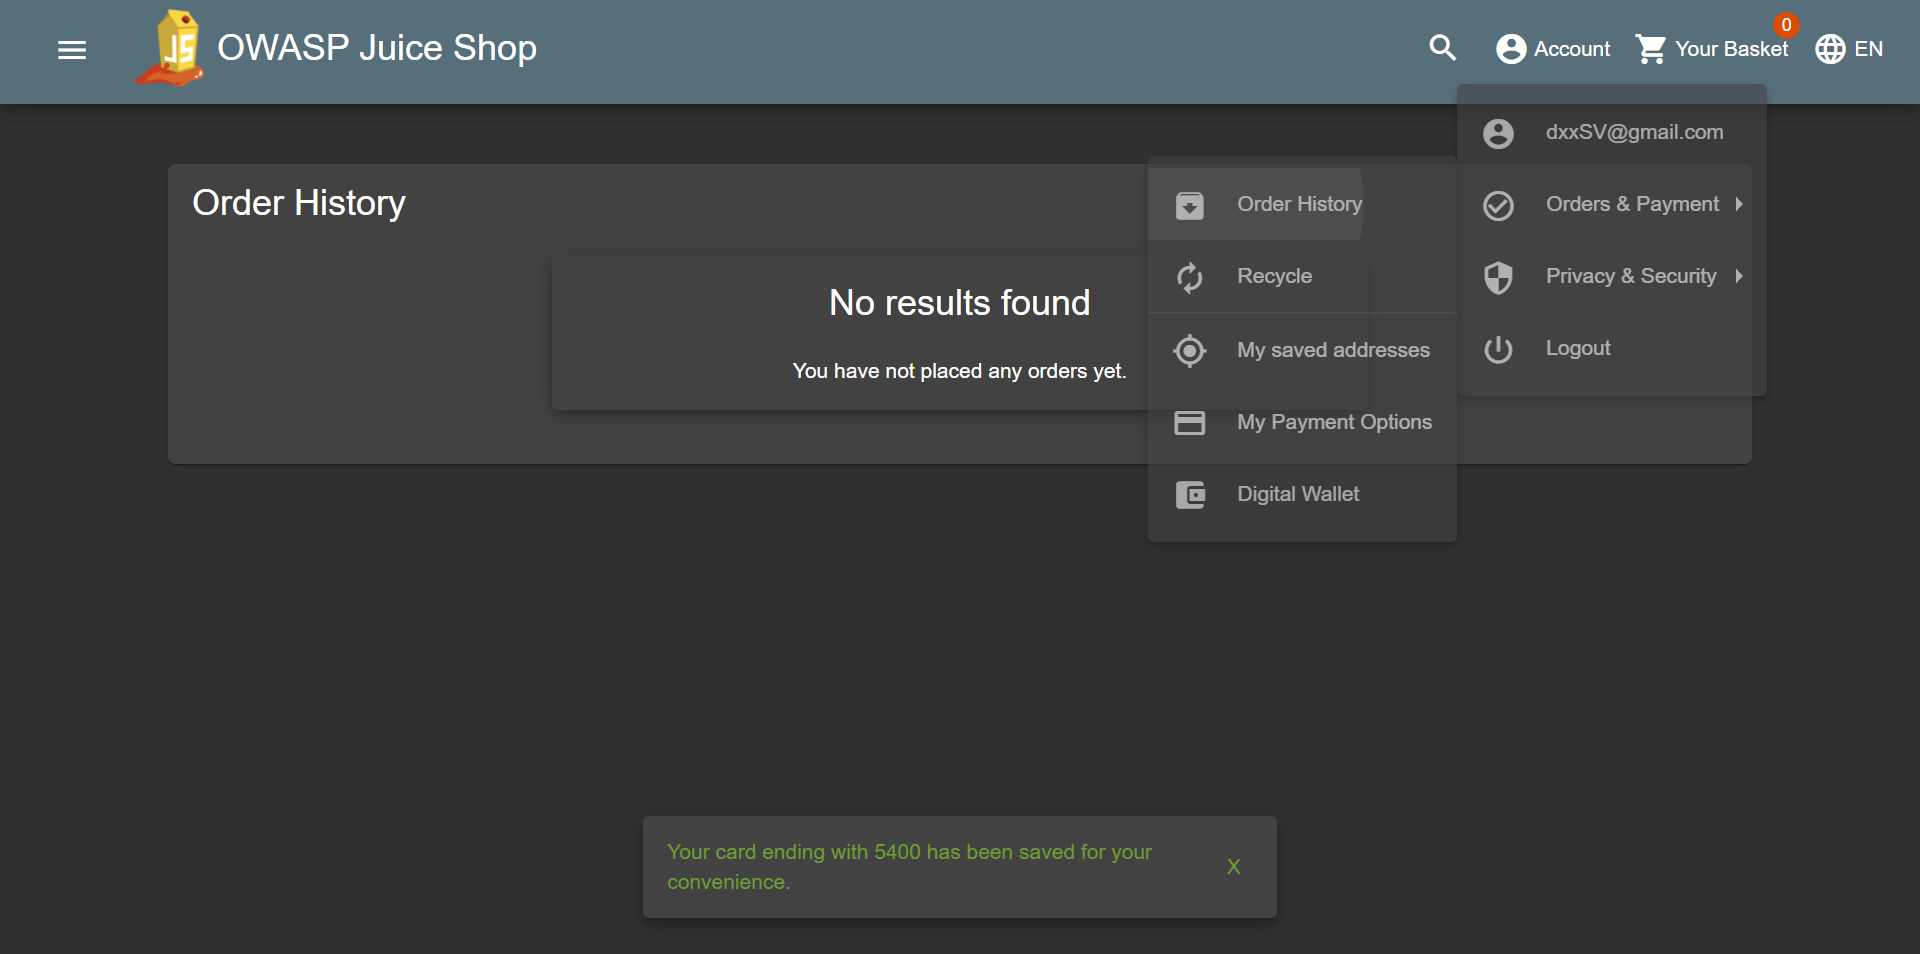 OWASP Juice Shop
Account
0
Your Basket
EN
dxxSV@gmail.com
Orders & Payment
Privacy & Security
Logout
Order History
Recycle
My saved addresses
My Payment Options
Digital Wallet
Order History
No results found
You have not placed any orders yet.
Your card ending with 5400 has been saved for your
convenience.
X